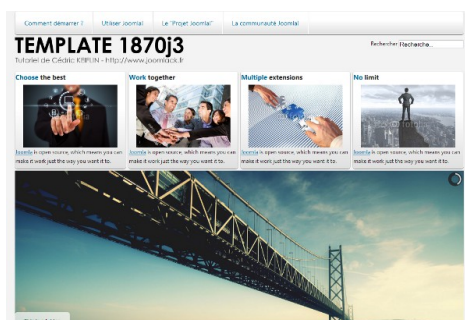 Comment démarrer ?
Utiliser Joomla!
Le "Projet Joomla!"
La communauté Joomla!
TEMPLATE 1870j3
Tutoriel de Cédric KEIFLIN - http://www.joomlack.fr
Rechercher Recherche...
Choose the best
Joomla is open source, which means you can
make it work just the way you want it to.
Work together
Joomla is open source, which means you can
make it work just the way you want it to.
Multiple extensions
Joomla is open source, which means you can
make it work just the way you want it to.
No limit
Joomla is open source, which means you can
make it work just the way you want it to.